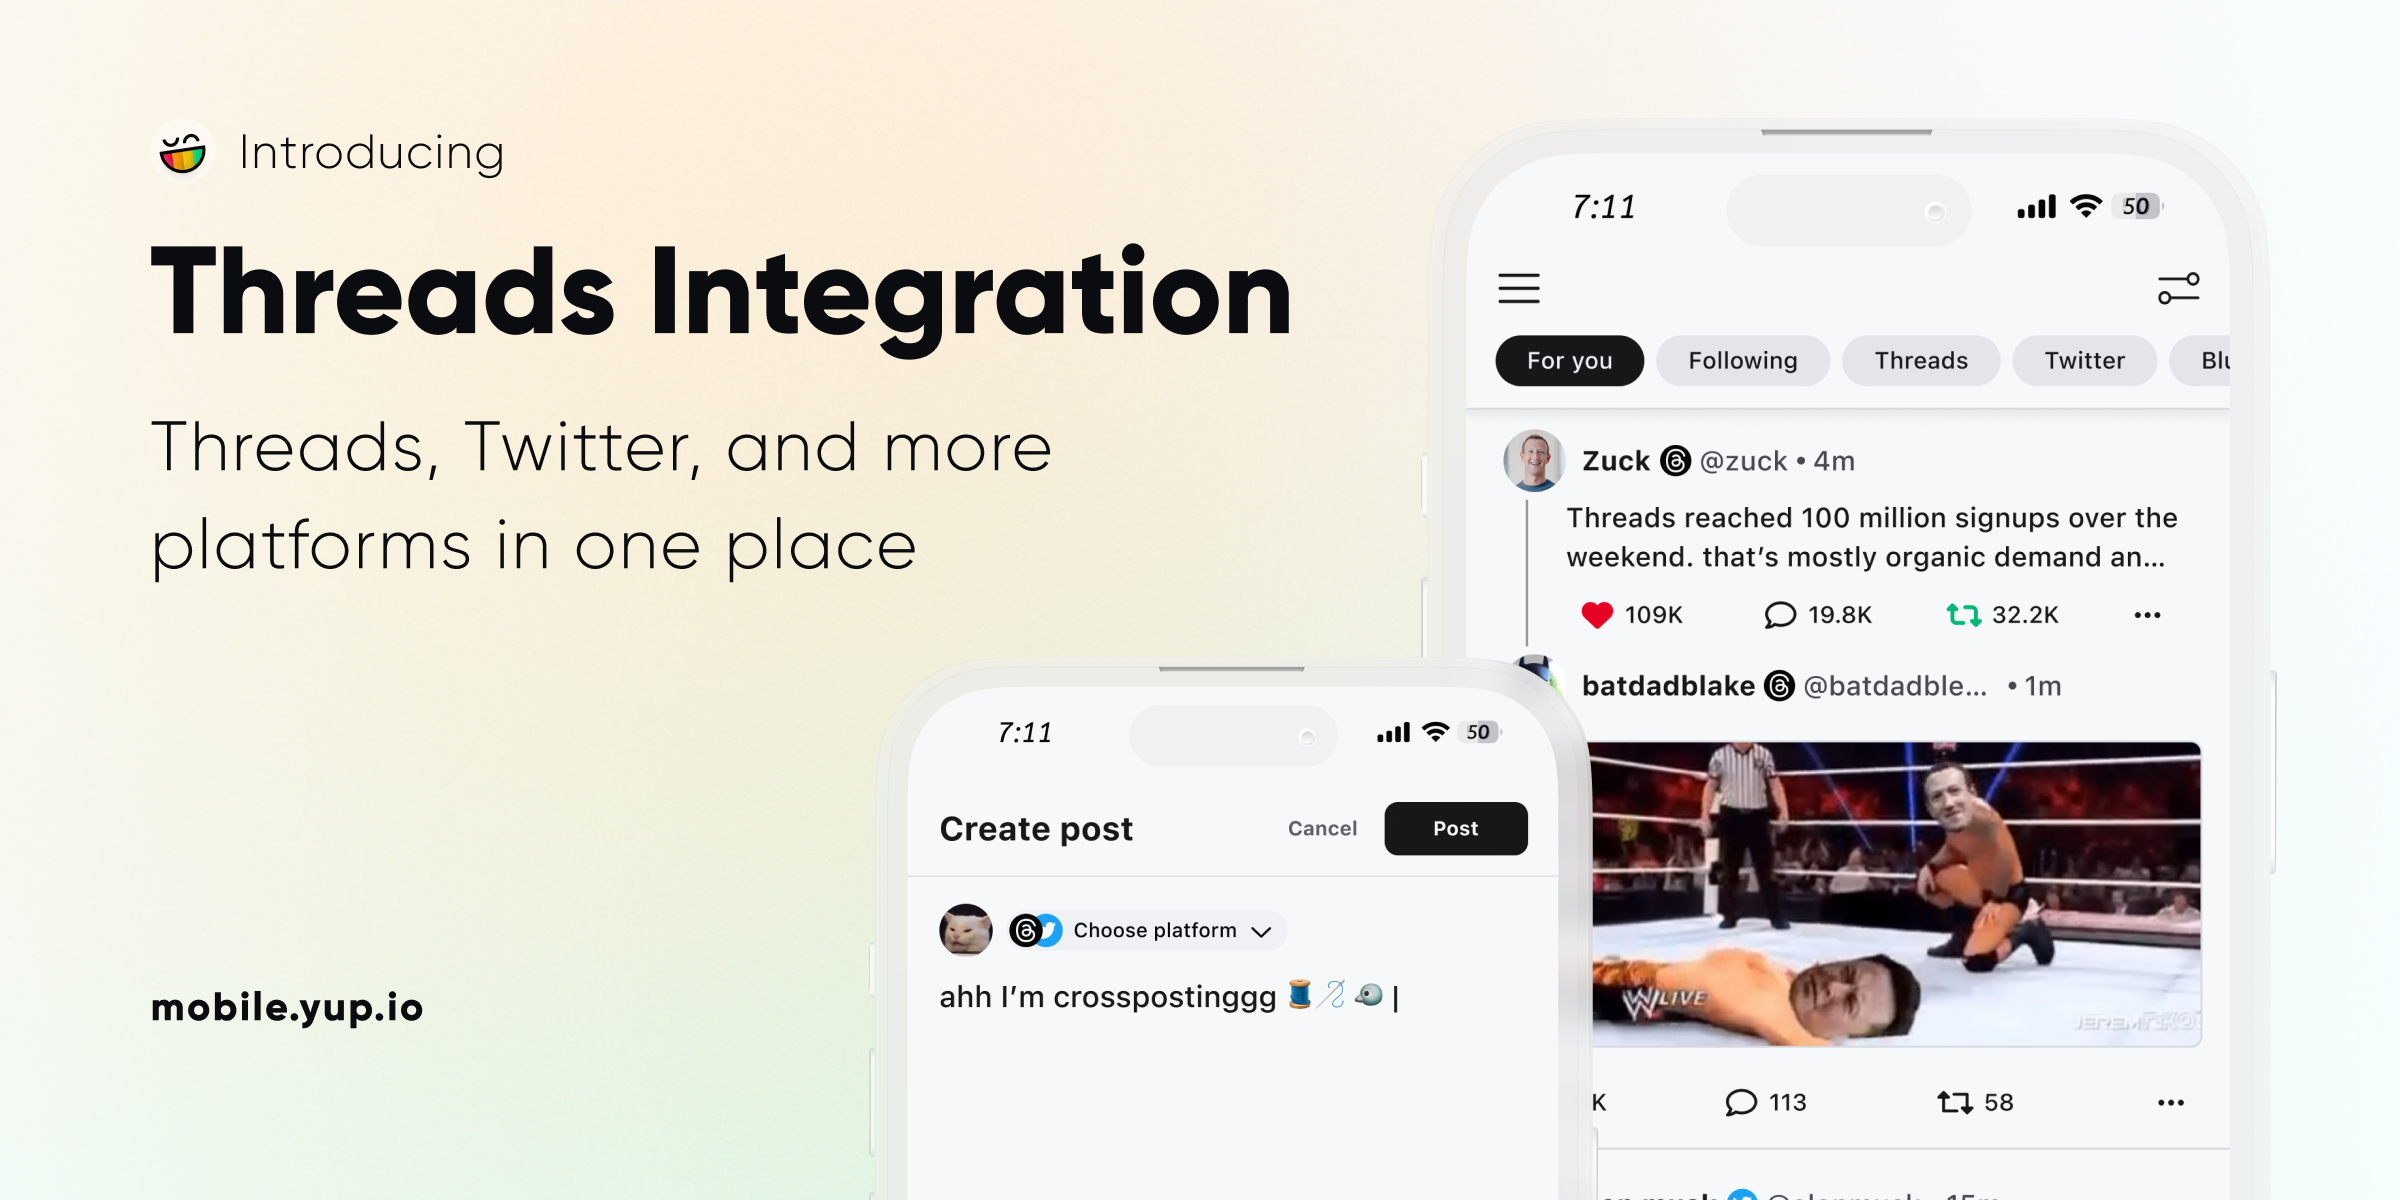 Introducing
Threads Integration
Threads, Twitter, and more
platforms in one place
mobile.yup.io
7:11
50
Create post
Cancel
Post
Choose platform
ahh I’m crosspostinggg 🧵🪡🐦 |
7:11
50
For you
Following
Threads
Twitter
Blu
Zuck @zuck • 4m
Threads reached 100 million signups over the
weekend. that’s mostly organic demand an...
109K
19.8K
32.2K
...
batdadblake @batdadble... • 1m
W LIVE
K
113
58
...